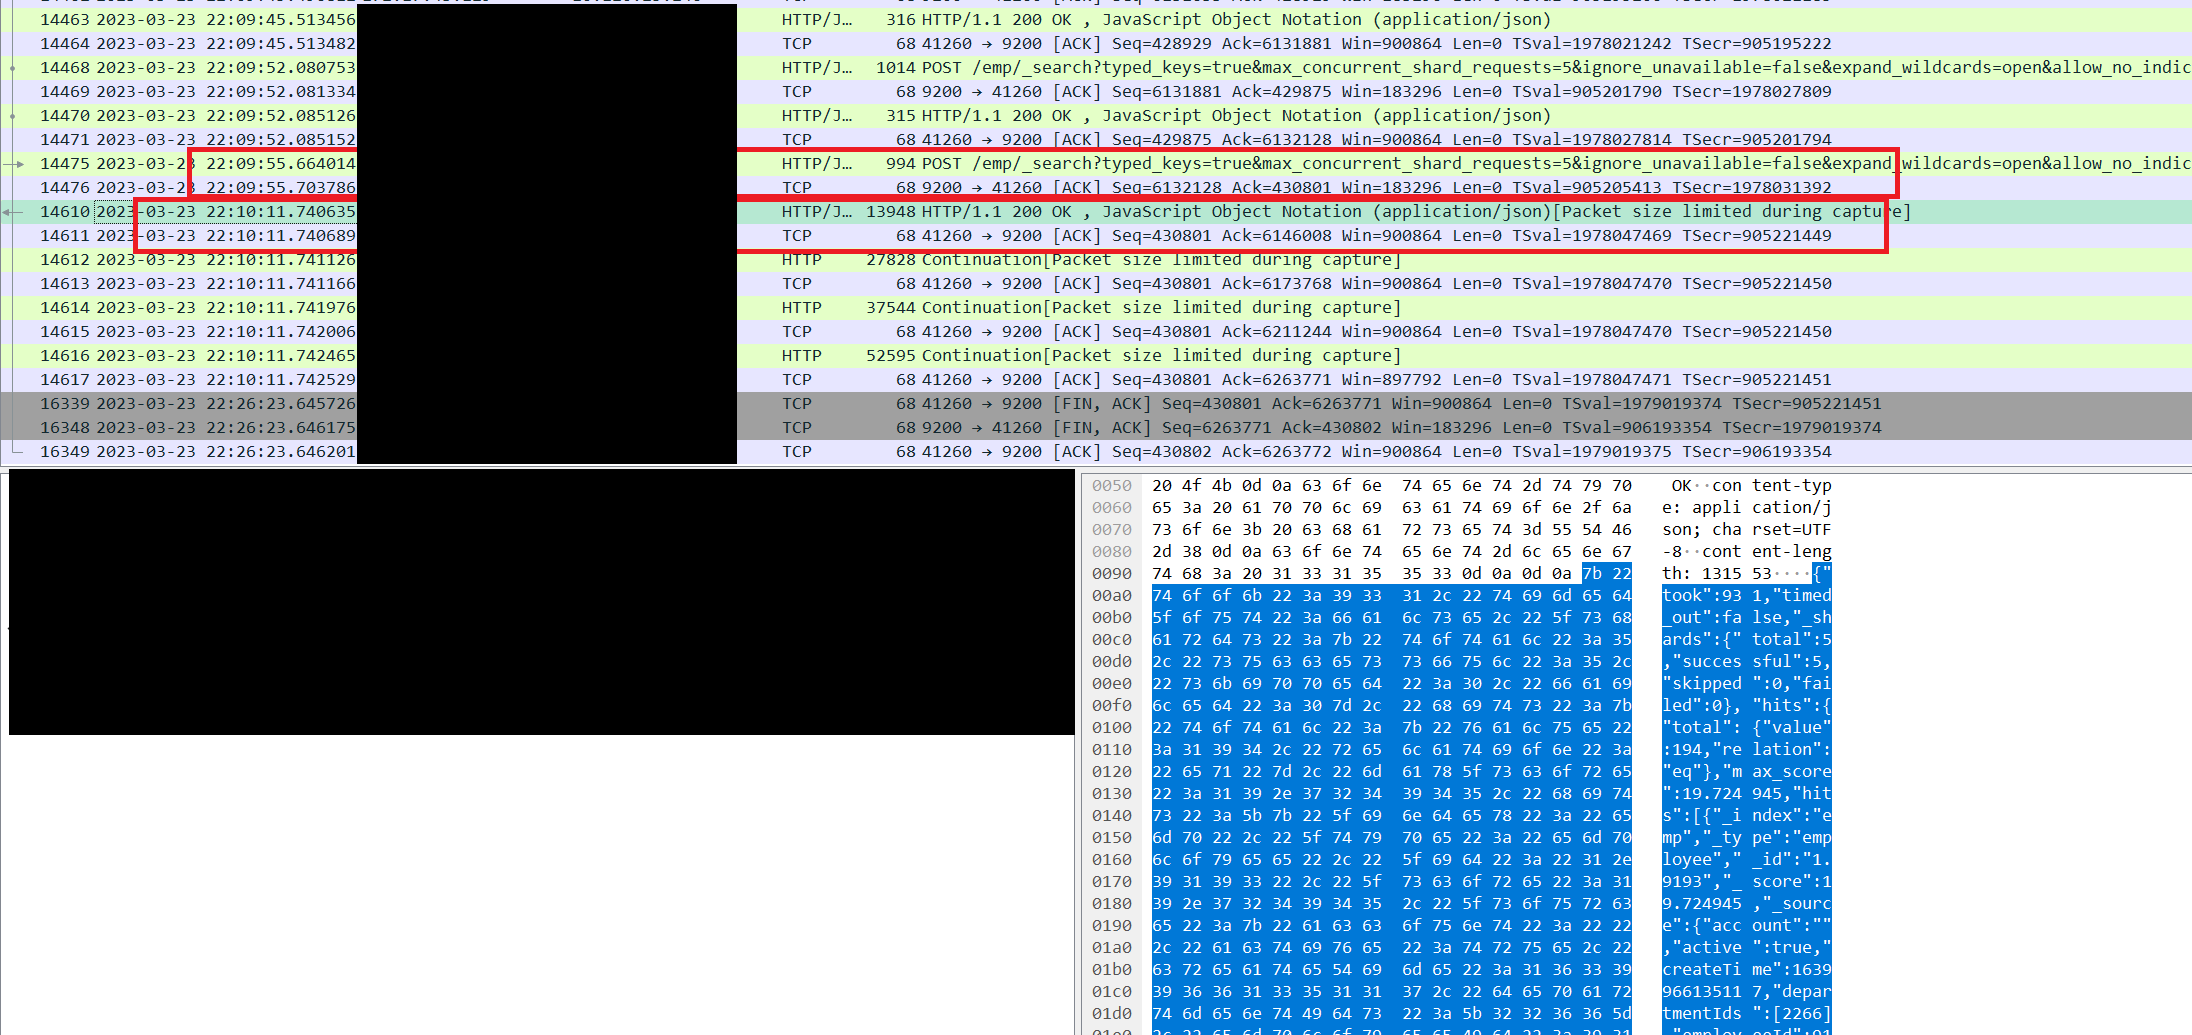 14463 2023-03-23 22:09:45.513456 HTTP/J… 316 HTTP/1.1 200 OK , JavaScript Object Notation (application/json)
14464 2023-03-23 22:09:45.513482 TCP 68 41260 → 9200 [ACK] Seq=428929 Ack=6131881 Win=900864 Len=0 TSval=1978021242 TSecr=905195222
14468 2023-03-23 22:09:52.080753 HTTP/J… 1014 POST /emp/_search?typed_keys=true&max_concurrent_shard_requests=5&ignore_unavailable=false&expand_wildcards=open&allow_no_indic
14469 2023-03-23 22:09:52.081334 TCP 68 9200 → 41260 [ACK] Seq=6131881 Ack=429875 Win=183296 Len=0 TSval=905201790 TSecr=1978027809
14470 2023-03-23 22:09:52.085126 HTTP/J… 315 HTTP/1.1 200 OK , JavaScript Object Notation (application/json)
14471 2023-03-23 22:09:52.085152 TCP 68 41260 → 9200 [ACK] Seq=429875 Ack=6132128 Win=900864 Len=0 TSval=1978027814 TSecr=905201794
14475 2023-03-23 22:09:55.664014 HTTP/J… 994 POST /emp/_search?typed_keys=true&max_concurrent_shard_requests=5&ignore_unavailable=false&expand_wildcards=open&allow_no_indic
14476 2023-03-23 22:09:55.703786 TCP 68 9200 → 41260 [ACK] Seq=6132128 Ack=430801 Win=183296 Len=0 TSval=905205413 TSecr=1978031392
14610 2023-03-23 22:10:11.740635 HTTP/J… 13948 HTTP/1.1 200 OK , JavaScript Object Notation (application/json)[Packet size limited during capture]
14611 2023-03-23 22:10:11.740689 TCP 68 41260 → 9200 [ACK] Seq=430801 Ack=6146008 Win=900864 Len=0 TSval=1978047469 TSecr=905221449
14612 2023-03-23 22:10:11.741126 HTTP 27828 Continuation[Packet size limited during capture]
14613 2023-03-23 22:10:11.741166 TCP 68 41260 → 9200 [ACK] Seq=430801 Ack=6173768 Win=900864 Len=0 TSval=1978047470 TSecr=905221450
14614 2023-03-23 22:10:11.741976 HTTP 37544 Continuation[Packet size limited during capture]
14615 2023-03-23 22:10:11.742006 TCP 68 41260 → 9200 [ACK] Seq=430801 Ack=6211244 Win=900864 Len=0 TSval=1978047470 TSecr=905221450
14616 2023-03-23 22:10:11.742465 HTTP 52595 Continuation[Packet size limited during capture]
14617 2023-03-23 22:10:11.742529 TCP 68 41260 → 9200 [ACK] Seq=430801 Ack=6263771 Win=897792 Len=0 TSval=1978047471 TSecr=905221451
16339 2023-03-23 22:26:23.645726 TCP 68 41260 → 9200 [FIN, ACK] Seq=430801 Ack=6263771 Win=900864 Len=0 TSval=1979019374 TSecr=905221451
16348 2023-03-23 22:26:23.646175 TCP 68 9200 → 41260 [FIN, ACK] Seq=6263771 Ack=430802 Win=183296 Len=0 TSval=906193354 TSecr=1979019374
16349 2023-03-23 22:26:23.646201 TCP 68 41260 → 9200 [ACK] Seq=430802 Ack=6263772 Win=900864 Len=0 TSval=1979019375 TSecr=906193354
0050 20 4f 4b 0d 0a 63 6f 6e 74 65 6e 74 2d 74 79 70 OK··con tent-typ
0060 65 3a 20 61 70 70 6c 69 63 61 74 69 6f 6e 2f 6a e: appli cation/j
0070 73 6f 6e 3b 20 63 68 61 72 73 65 74 3d 55 54 46 son; cha rset=UTF
0080 2d 38 0d 0a 63 6f 6e 74 65 6e 74 2d 6c 65 6e 67 -8··cont ent-leng
0090 74 68 3a 20 31 33 31 35 35 33 0d 0a 0d 0a 7b 22 th: 1315 53····{"
00a0 74 6f 6f 6b 22 3a 39 33 31 2c 22 74 69 6d 65 64 took":93 1,"timed
00b0 5f 6f 75 74 22 3a 66 61 6c 73 65 2c 22 5f 73 68 _out":fa lse,"_sh
00c0 61 72 64 73 22 3a 7b 22 74 6f 74 61 6c 22 3a 35 ards":{" total":5
00d0 2c 22 73 75 63 63 65 73 73 66 75 6c 22 3a 35 2c ,"succes sful":5,
00e0 22 73 6b 69 70 70 65 64 22 3a 30 2c 22 66 61 69 "skipped ":0,"fai
00f0 6c 65 64 22 3a 30 7d 2c 22 68 69 74 73 22 3a 7b led":0}, "hits":{
0100 22 74 6f 74 61 6c 22 3a 7b 22 76 61 6c 75 65 22 "total": {"value"
0110 3a 31 39 34 2c 22 72 65 6c 61 74 69 6f 6e 22 3a :194,"re lation":
0120 22 65 71 22 7d 2c 22 6d 61 78 5f 73 63 6f 72 65 "eq"},"m ax_score
0130 22 3a 31 39 2e 37 32 34 39 34 35 2c 22 68 69 74 ":19.724 945,"hit
0140 73 22 3a 5b 7b 22 5f 69 6e 64 65 78 22 3a 22 65 s":[{"_i ndex":"e
0150 6d 70 22 2c 22 5f 74 79 70 65 22 3a 22 65 6d 70 mp","_ty pe":"emp
0160 6c 6f 79 65 65 22 2c 22 5f 69 64 22 3a 22 31 2e loyee"," _id":"1.
0170 39 31 39 33 22 2c 22 5f 73 63 6f 72 65 22 3a 31 9193","_ score":1
0180 39 2e 37 32 34 39 34 35 2c 22 5f 73 6f 75 72 63 9.724945 ,"_sourc
0190 65 22 3a 7b 22 61 63 63 6f 75 6e 74 22 3a 22 22 e":{"acc ount":""
01a0 2c 22 61 63 74 69 76 65 22 3a 74 72 75 65 2c 22 ,"active ":true,"
01b0 63 72 65 61 74 65 54 69 6d 65 22 3a 31 36 33 39 createTi me":1639
01c0 39 36 36 31 33 35 31 31 37 2c 22 64 65 70 61 72 96613511 7,"depar
01d0 74 6d 65 6e 74 49 64 73 22 3a 5b 32 32 36 36 5d tmentIds ":[2266]